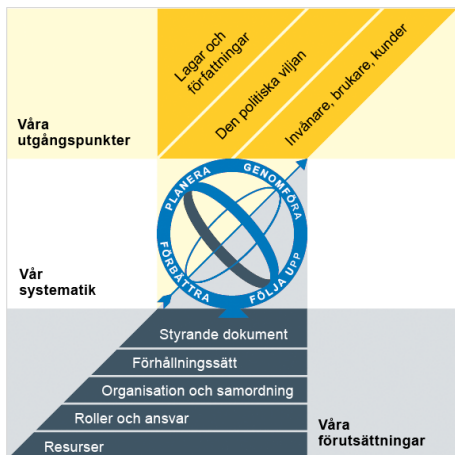 Lagar och
författningar
Den politiska viljan
Invånare, brukare, kunder
Våra
utgångspunkter
PLANERA
GENOMFÖRA
FÖRBÄTTRA
FÖLJA UPP
Vår
systematik
Styrande dokument
Förhållningssätt
Organisation och samordning
Roller och ansvar
Resurser
Våra
förutsättningar